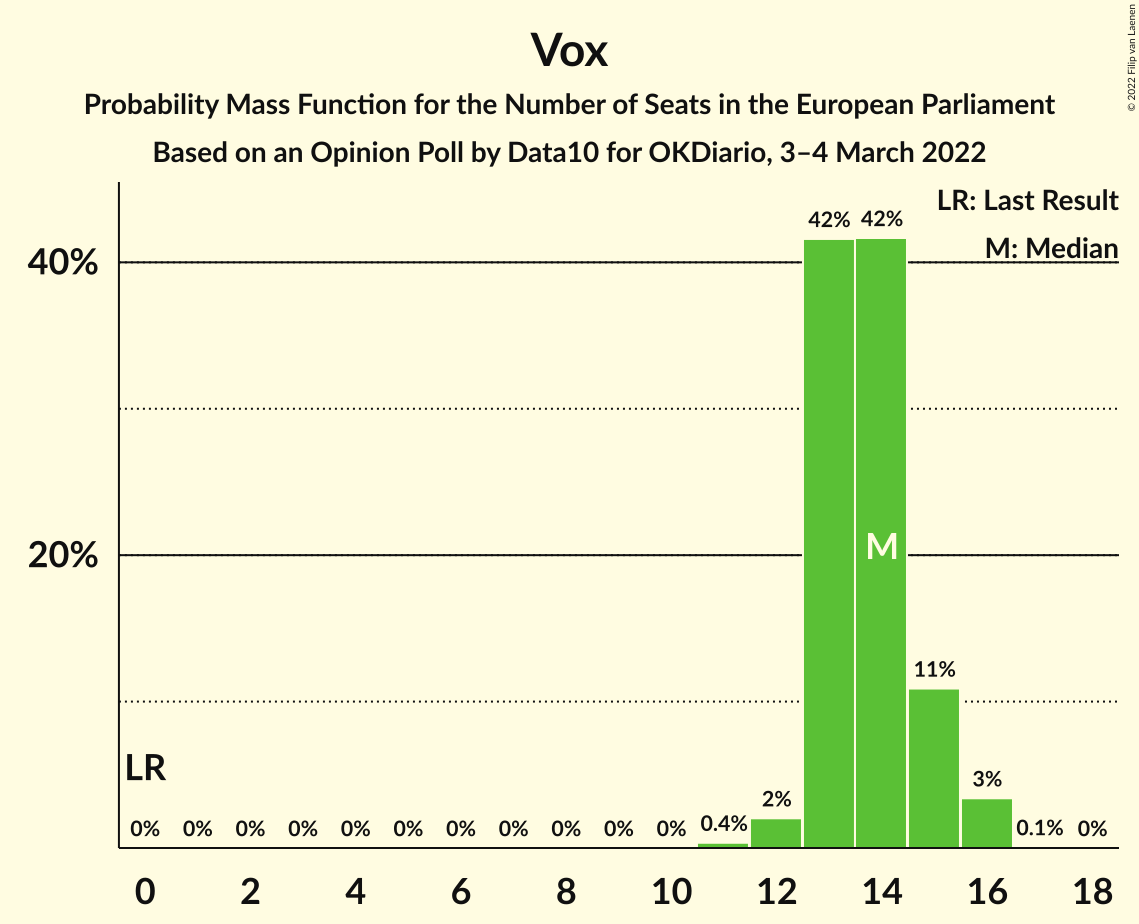 Vox
Probability Mass Function for the Number of Seats in the European Parliament
Based on an Opinion Poll by Data10 for OKDiario, 3–4 March 2022
© 2022 Filip van Laenen
LR: Last Result
M: Median
40%
20%
42% 42%
M
11%
LR
3%
2%
0% 0% 0% 0% 0% 0% 0% 0% 0% 0% 0% 0.4% 0.1% 0%
0 2 4 6 8 10 12 14 16 18